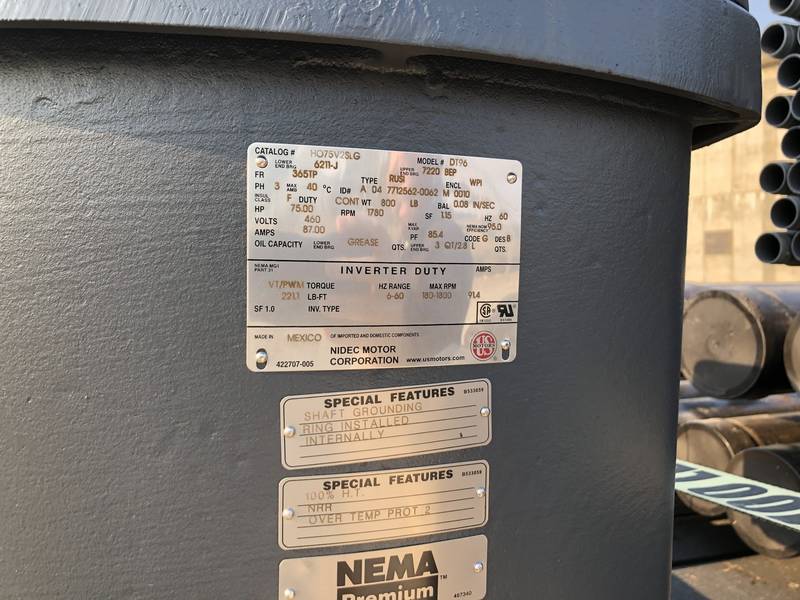 CATALOG # HO75V2SLG MODEL # DT96
LOWER END BRG 6211-J UPPER END BRG 7220 BEP
FR 365TP TYPE RUSI ENCL WPI
PH 3 MAX AMB 40 °C ID# A 04 7712562-0062 M 0010
INSUL CLASS F DUTY CONT WT 800 LB BAL 0.08 IN/SEC
HP 75.00 RPM 1780 SF 1.15 HZ 60
VOLTS 460 MAX KVAR NEMA NOM EFFICIENCY 95.0
AMPS 87.00 PF 85.4 CODE G DES B
OIL CAPACITY LOWER END BRG GREASE QTS. UPPER END BRG 3 QT/2.8 L QTS.
NEMA-MG1 PART 31 INVERTER DUTY AMPS
VT/PWM TORQUE HZ RANGE MAX RPM
221.1 LB-FT 6-60 180-1800 91.4
SF 1.0 INV. TYPE
MADE IN MEXICO OF IMPORTED AND DOMESTIC COMPONENTS
NIDEC MOTOR
422707-005 CORPORATION www.usmotors.com
US
MOTORS
SPECIAL FEATURES B533059
SHAFT GROUNDING
RING INSTALLED
INTERNALLY
SPECIAL FEATURES B533059
100% H.T.
NRR
OVER TEMP PROT 2
NEMA
Premium TM
467340